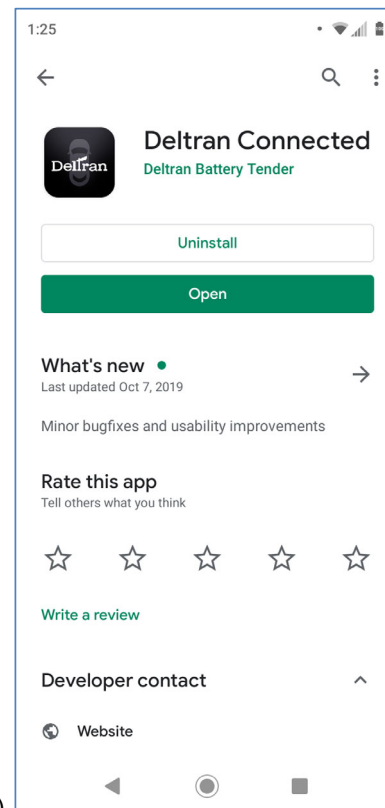 1:25
Deltran
Deltran Connected
Deltran Battery Tender
Uninstall
Open
What's new
Last updated Oct 7, 2019
Minor bugfixes and usability improvements
Rate this app
Tell others what you think
Write a review
Developer contact
Website
)